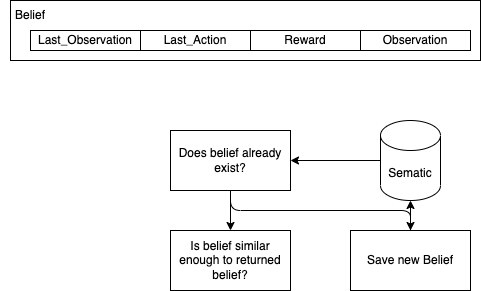 Belief
Last_Observation Last_Action Reward Observation
Does belief already
exist?
Sematic
Is belief similar
enough to returned
belief?
Save new Belief